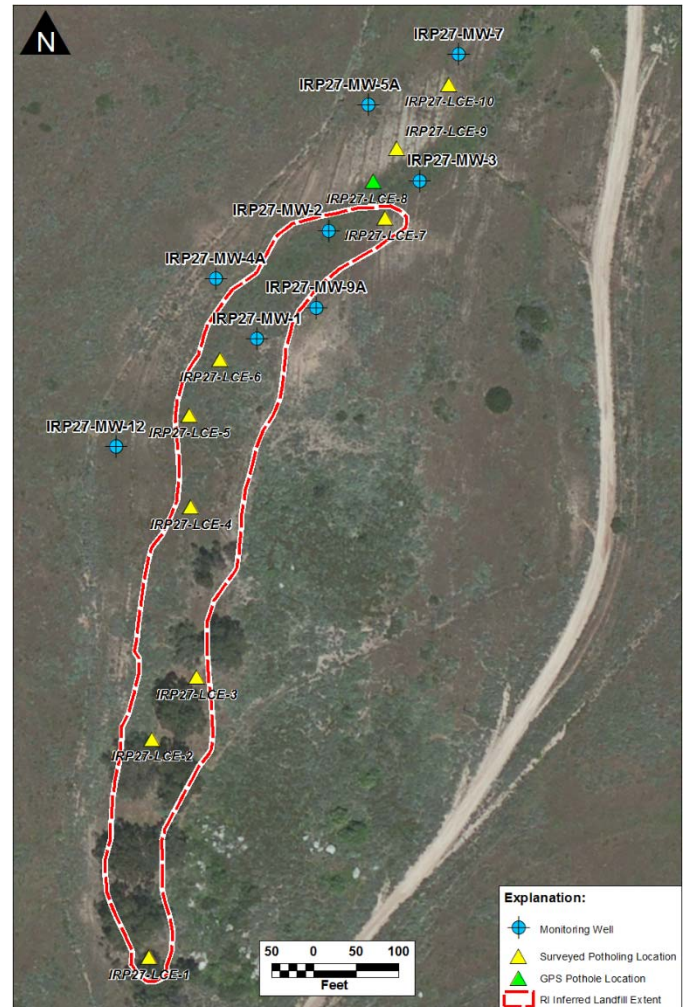 N
IRP27-MW-7
IRP27-MW-5A
IRP27-LCE-10
IRP27-LCE-9
IRP27-MW-3
IRP27-LCE-8
IRP27-MW-2
IRP27-LCE-7
IRP27-MW-4A
IRP27-MW-9A
IRP27-MW-1
IRP27-LCE-6
IRP27-LCE-5
IRP27-MW-12
IRP27-LCE-4
IRP27-LCE-3
IRP27-LCE-2
IRP27-LCE-1
50 0 50 100
Feet
Explanation:
Monitoring Well
Surveyed Potholing Location
GPS Pothole Location
RI Inferred Landfill Extent